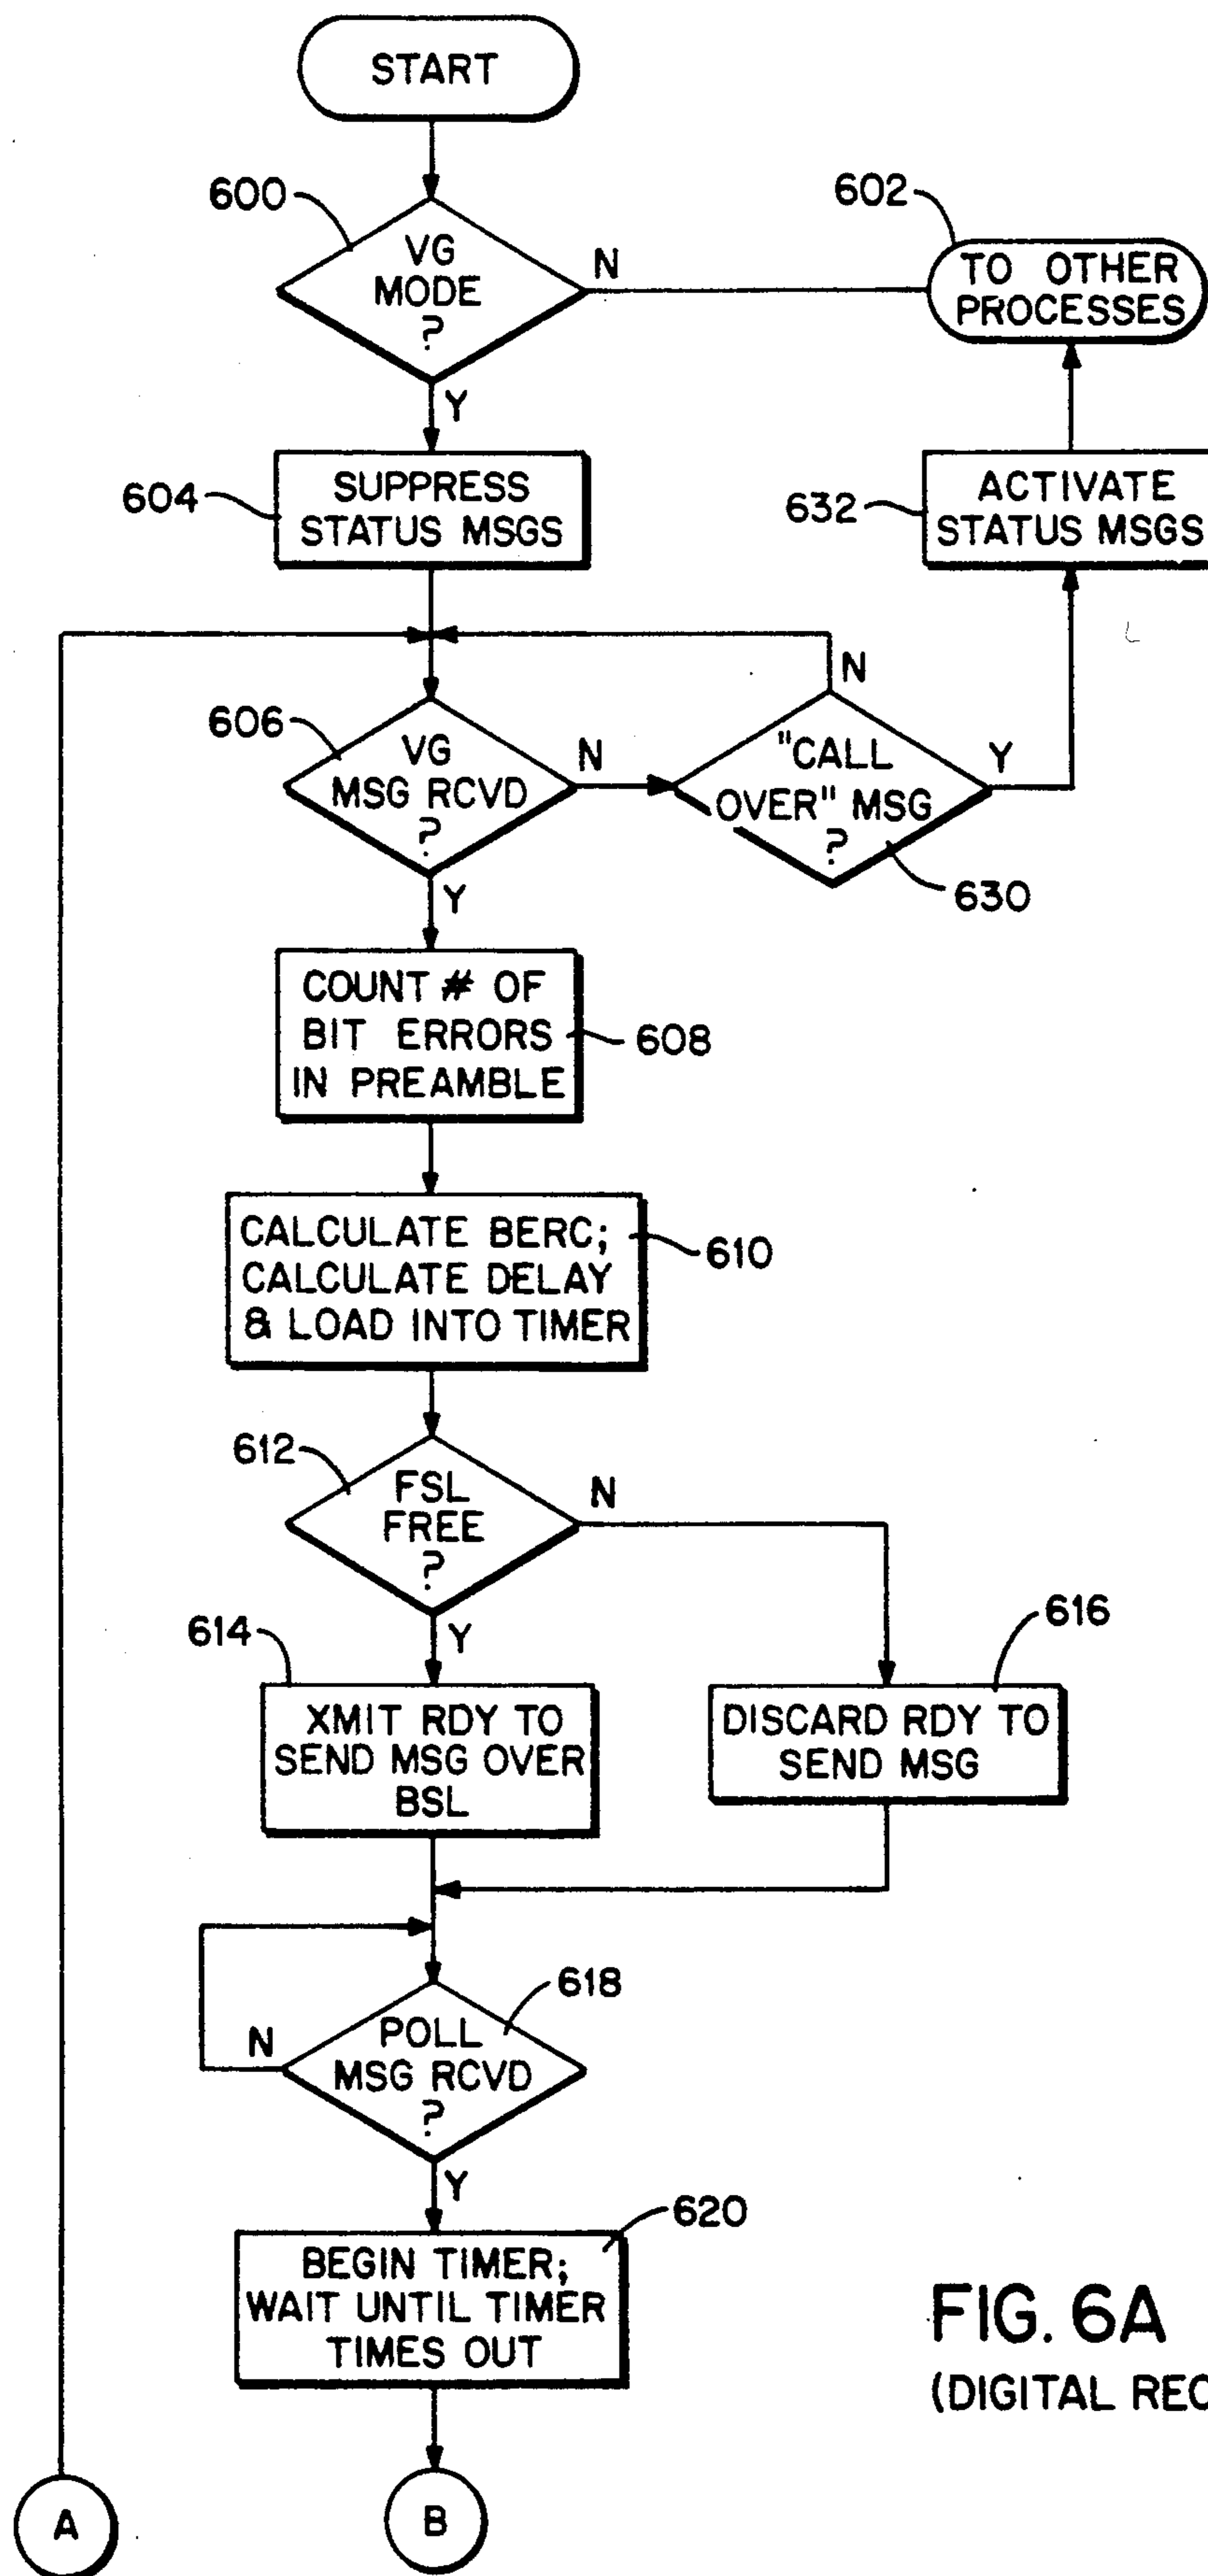 START
600
VG
MODE
?
N
Y
602
TO OTHER
PROCESSES
604
SUPPRESS
STATUS MSGS
632
ACTIVATE
STATUS MSGS
606
VG
MSG RCVD
?
N
Y
"CALL
OVER" MSG
?
N
Y
630
COUNT # OF
BIT ERRORS
IN PREAMBLE
608
CALCULATE BERC;
CALCULATE DELAY
& LOAD INTO TIMER
610
612
FSL
FREE
?
N
Y
614
XMIT RDY TO
SEND MSG OVER
BSL
616
DISCARD RDY TO
SEND MSG
618
POLL
MSG RCVD
?
N
Y
620
BEGIN TIMER;
WAIT UNTIL TIMER
TIMES OUT
FIG. 6A
(DIGITAL REC
A
B